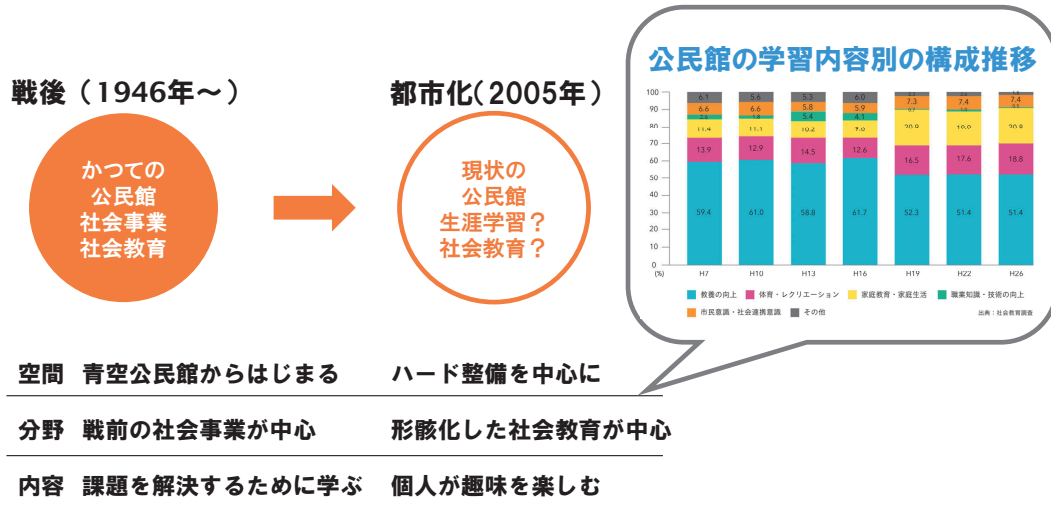 戦後（1946年～）
かつての
公民館
社会事業
社会教育
都市化（2005年）
現状の
公民館
生涯学習？
社会教育？
公民館の学習内容別の構成推移
100
90
80
70
60
50
40
30
20
10
0
(%)
6.1 5.6 5.3 6.0
6.6 6.6 5.8 5.9 7.3 7.4 7.4
5.4 4.1
11.4 11.1 10.2 20.9 20.8
13.9 12.9 14.5 12.6 16.5 17.6 18.8
59.4 61.0 58.8 61.7 52.3 51.4 51.4
H7 H10 H13 H16 H19 H22 H26
教養の向上 体育・レクリエーション 家庭教育・家庭生活 職業知識・技術の向上
市民意識・社会連携意識 その他
出典：社会教育調査
空間 青空公民館からはじまる ハード整備を中心に
分野 戦前の社会事業が中心 形骸化した社会教育が中心
内容 課題を解決するために学ぶ 個人が趣味を楽しむ